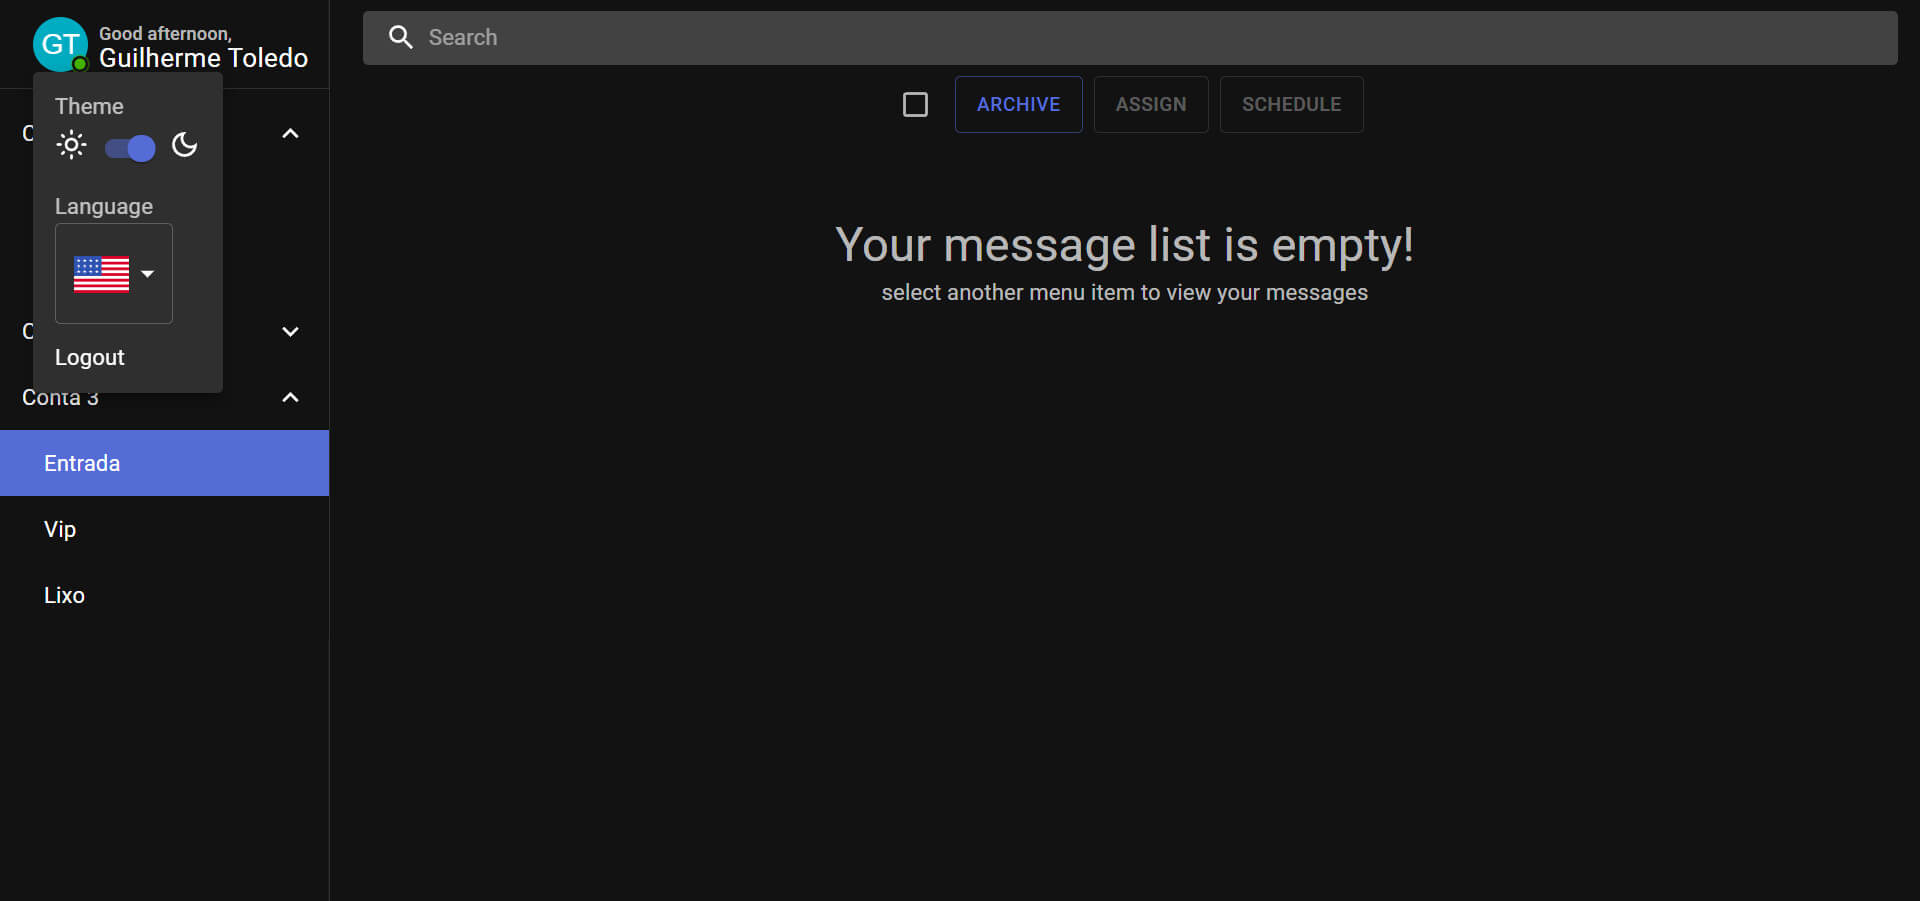 GT
Good afternoon,
Guilherme Toledo
Search
Theme
Language
Logout
Conta 3
Entrada
Vip
Lixo
ARCHIVE
ASSIGN
SCHEDULE
Your message list is empty!
select another menu item to view your messages